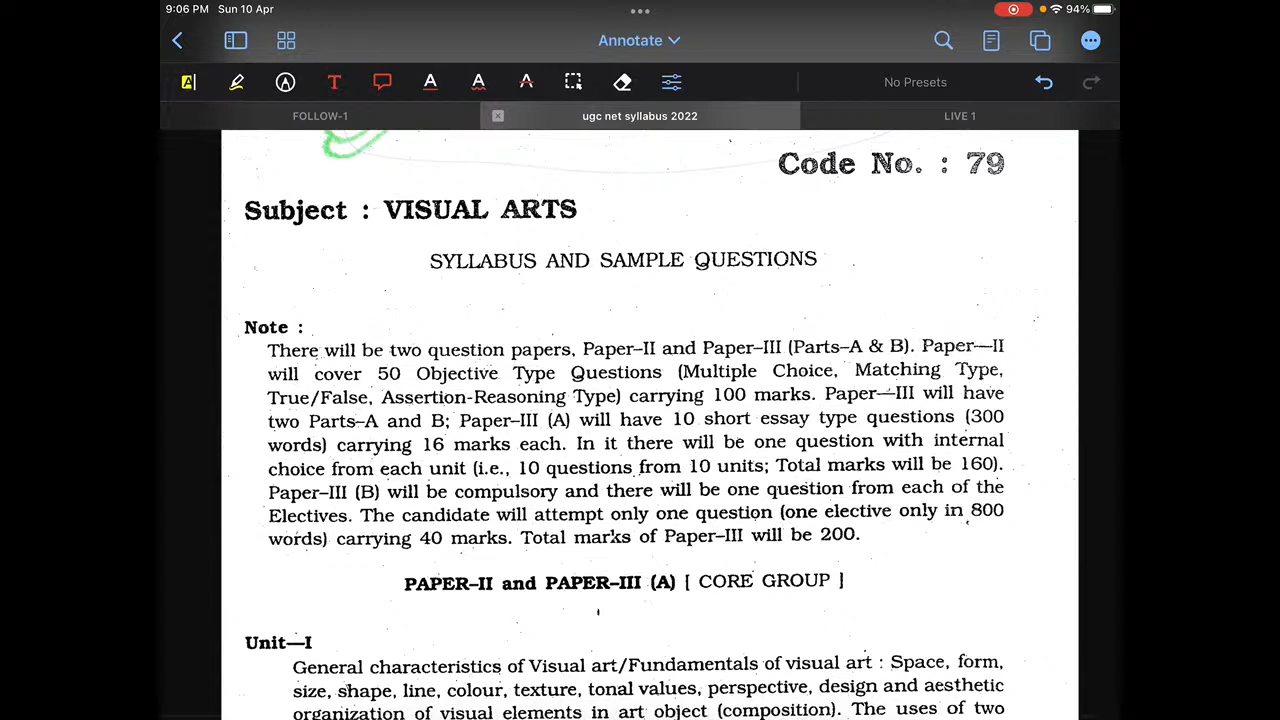 9:06 PM Sun 10 Apr
94%
Annotate
No Presets
FOLLOW-1
ugc net syllabus 2022
LIVE 1
Code No. : 79
Subject : VISUAL ARTS
SYLLABUS AND SAMPLE QUESTIONS
Note :
There will be two question papers, Paper–II and Paper–III (Parts–A & B). Paper—II
will cover 50 Objective Type Questions (Multiple Choice, Matching Type,
True/False, Assertion-Reasoning Type) carrying 100 marks. Paper—III will have
two Parts–A and B; Paper–III (A) will have 10 short essay type questions (300
words) carrying 16 marks each. In it there will be one question with internal
choice from each unit (i.e., 10 questions from 10 units; Total marks will be 160).
Paper–III (B) will be compulsory and there will be one question from each of the
Electives. The candidate will attempt only one question (one elective only in 800
words) carrying 40 marks. Total marks of Paper–III will be 200.
PAPER–II and PAPER–III (A) [ CORE GROUP ]
Unit—I
General characteristics of Visual art/Fundamentals of visual art : Space, form,
size, shape, line, colour, texture, tonal values, perspective, design and aesthetic
organization of visual elements in art object (composition). The uses of two